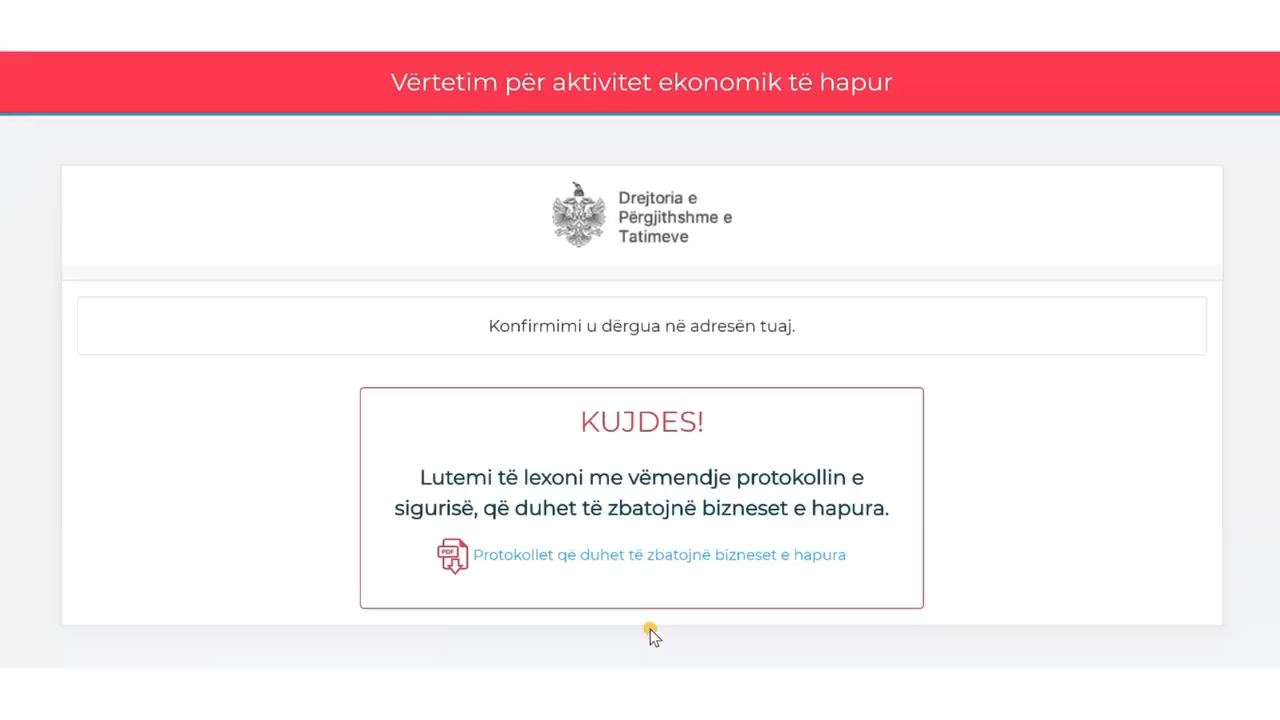 Vërtetim për aktivitet ekonomik të hapur
Drejtoria e
Përgjithshme e
Tatimeve
Konfirmimi u dërgua në adresën tuaj.
KUJDES!
Lutemi të lexoni me vëmendje protokollin e
sigurisë, që duhet të zbatojnë bizneset e hapura.
PDF Protokollet që duhet të zbatojnë bizneset e hapura